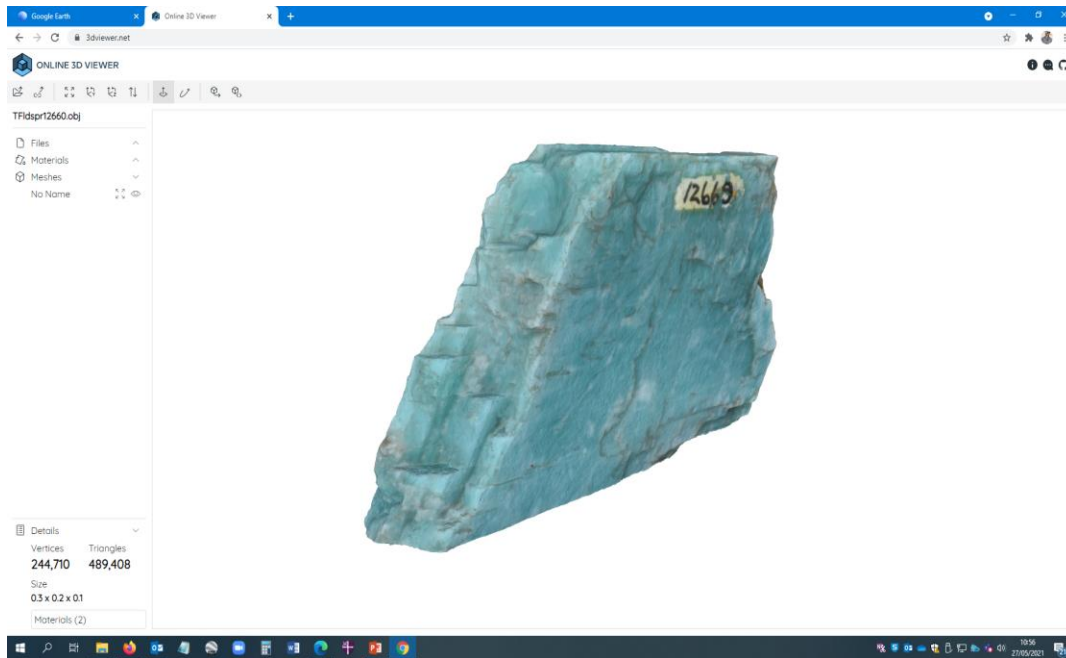 Google Earth
Online 3D Viewer
3dviewer.net
ONLINE 3D VIEWER
TFldspr12660.obj
Files
Materials
Meshes
No Name
12669
Details
Vertices Triangles
244,710 489,408
Size
0.3 x 0.2 x 0.1
Materials (2)
10:56
27/05/2021